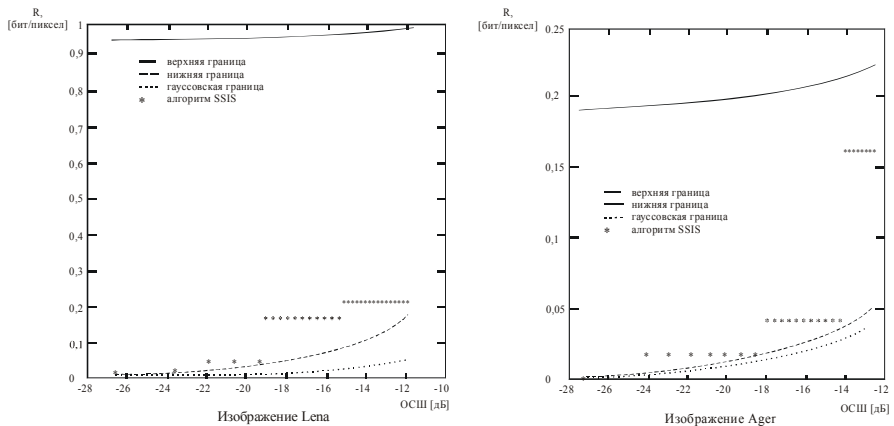 R,
[бит/пиксел]
1
0,9
0,8
0,7
0,6
0,5
0,4
0,3
0,2
0,1
0
верхняя граница
нижняя граница
гауссовская граница
* алгоритм SSIS
-28 -26 -24 -22 -20 -18 -16 -14 -12 -10
ОСШ [дБ]
Изображение Lena
R,
[бит/пиксел]
0,25
0,2
0,15
0,1
0,05
0
верхняя граница
нижняя граница
гауссовская граница
* алгоритм SSIS
-28 -26 -24 -22 -20 -18 -16 -14 -12
ОСШ [дБ]
Изображение Ager